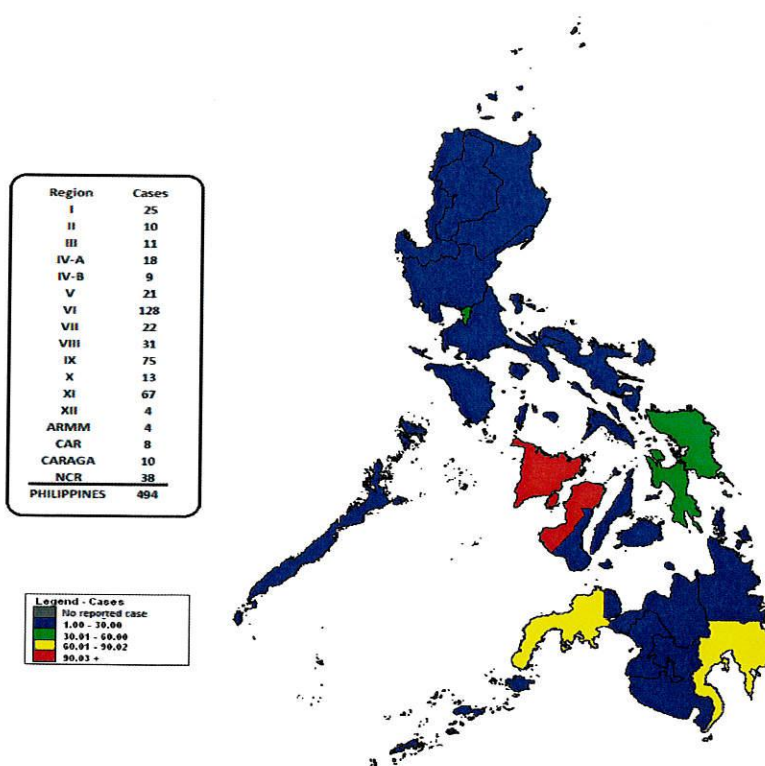 Region Cases
I 25
II 10
III 11
IV-A 18
IV-B 9
V 21
VI 128
VII 22
VIII 31
IX 75
X 13
XI 67
XII 4
ARMM 4
CAR 8
CARAGA 10
NCR 38
PHILIPPINES 494
Legend - Cases
No reported case
1.00 - 30.00
30.01 - 60.00
60.01 - 90.02
90.03 +